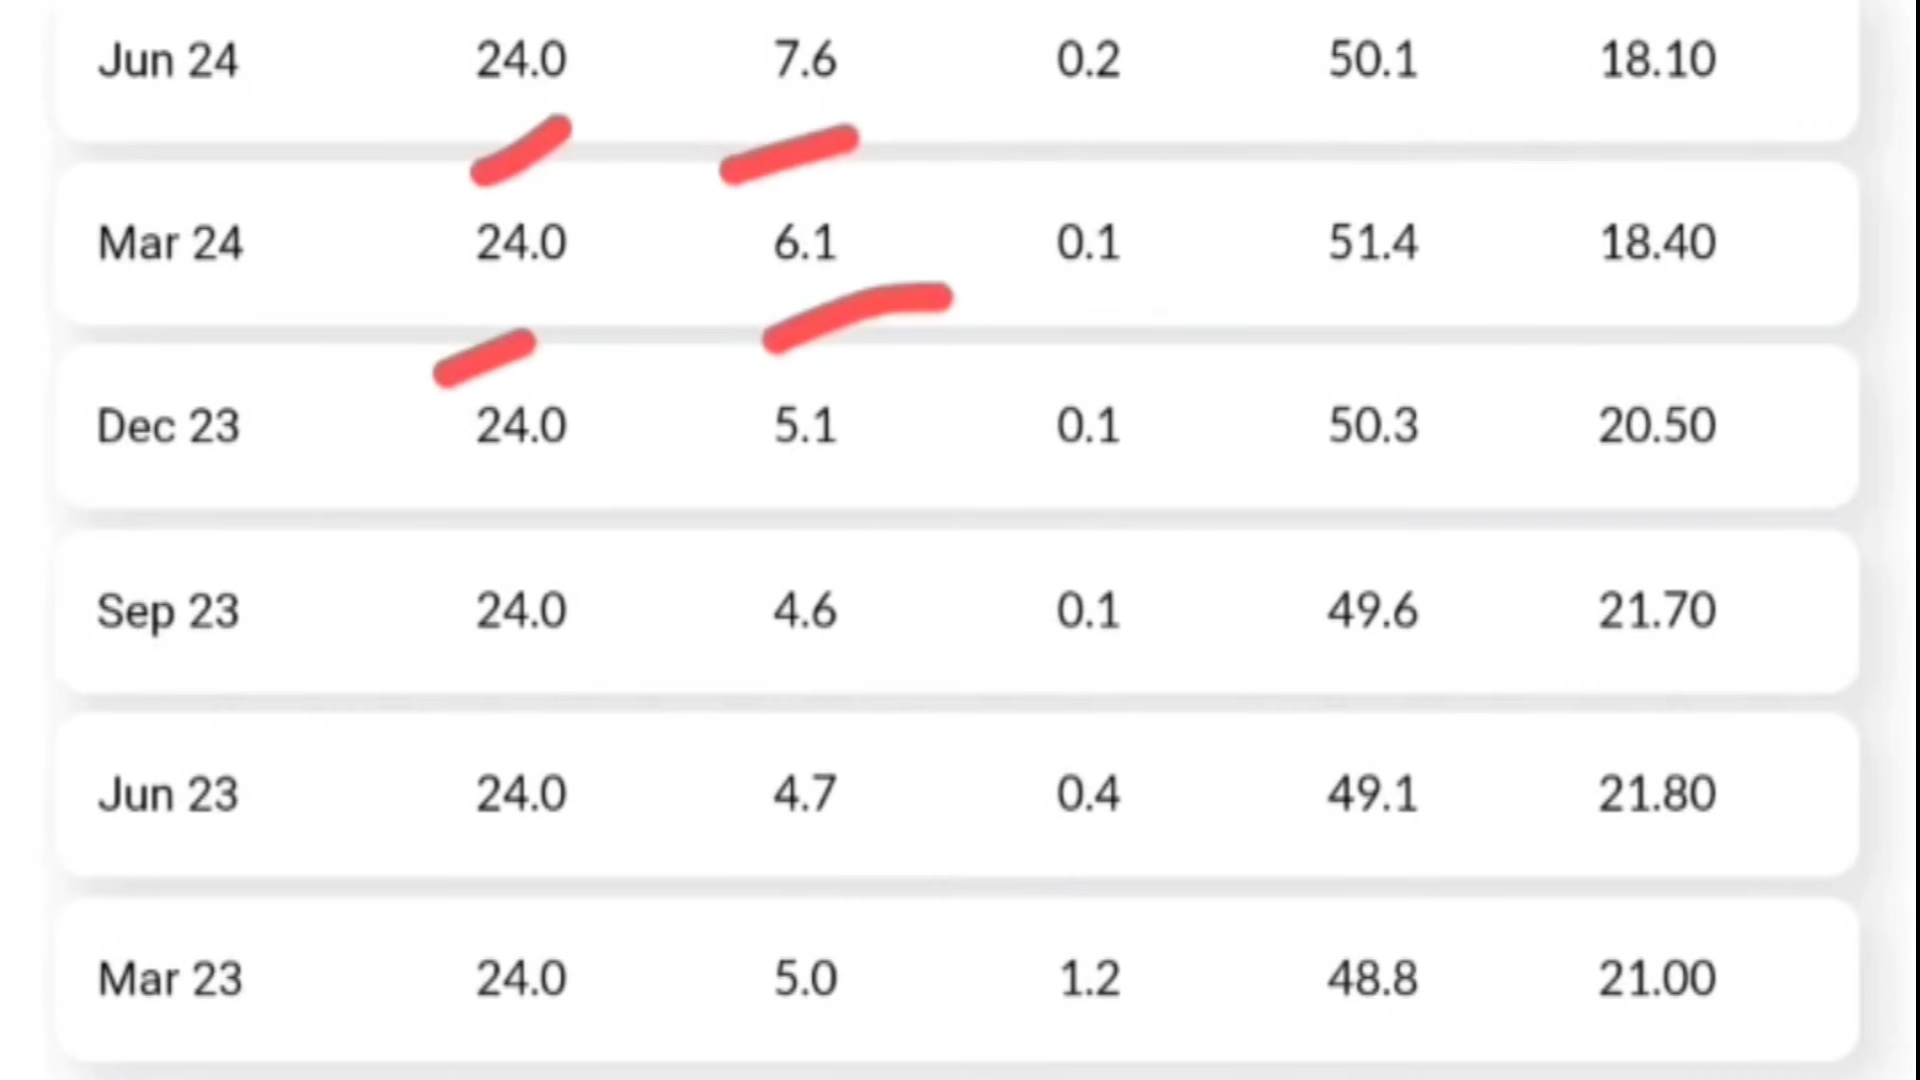 Jun 24 24.0 7.6 0.2 50.1 18.10
Mar 24 24.0 6.1 0.1 51.4 18.40
Dec 23 24.0 5.1 0.1 50.3 20.50
Sep 23 24.0 4.6 0.1 49.6 21.70
Jun 23 24.0 4.7 0.4 49.1 21.80
Mar 23 24.0 5.0 1.2 48.8 21.00